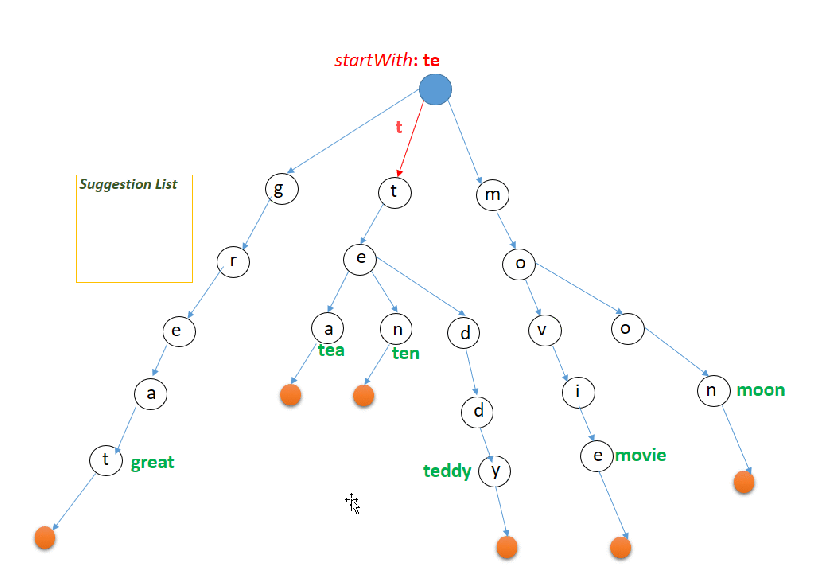 startWith: te
t
Suggestion List
g
t
m
r
e
o
e
a
n
d
v
o
tea
ten
a
d
i
n
moon
t
great
teddy
y
e
movie